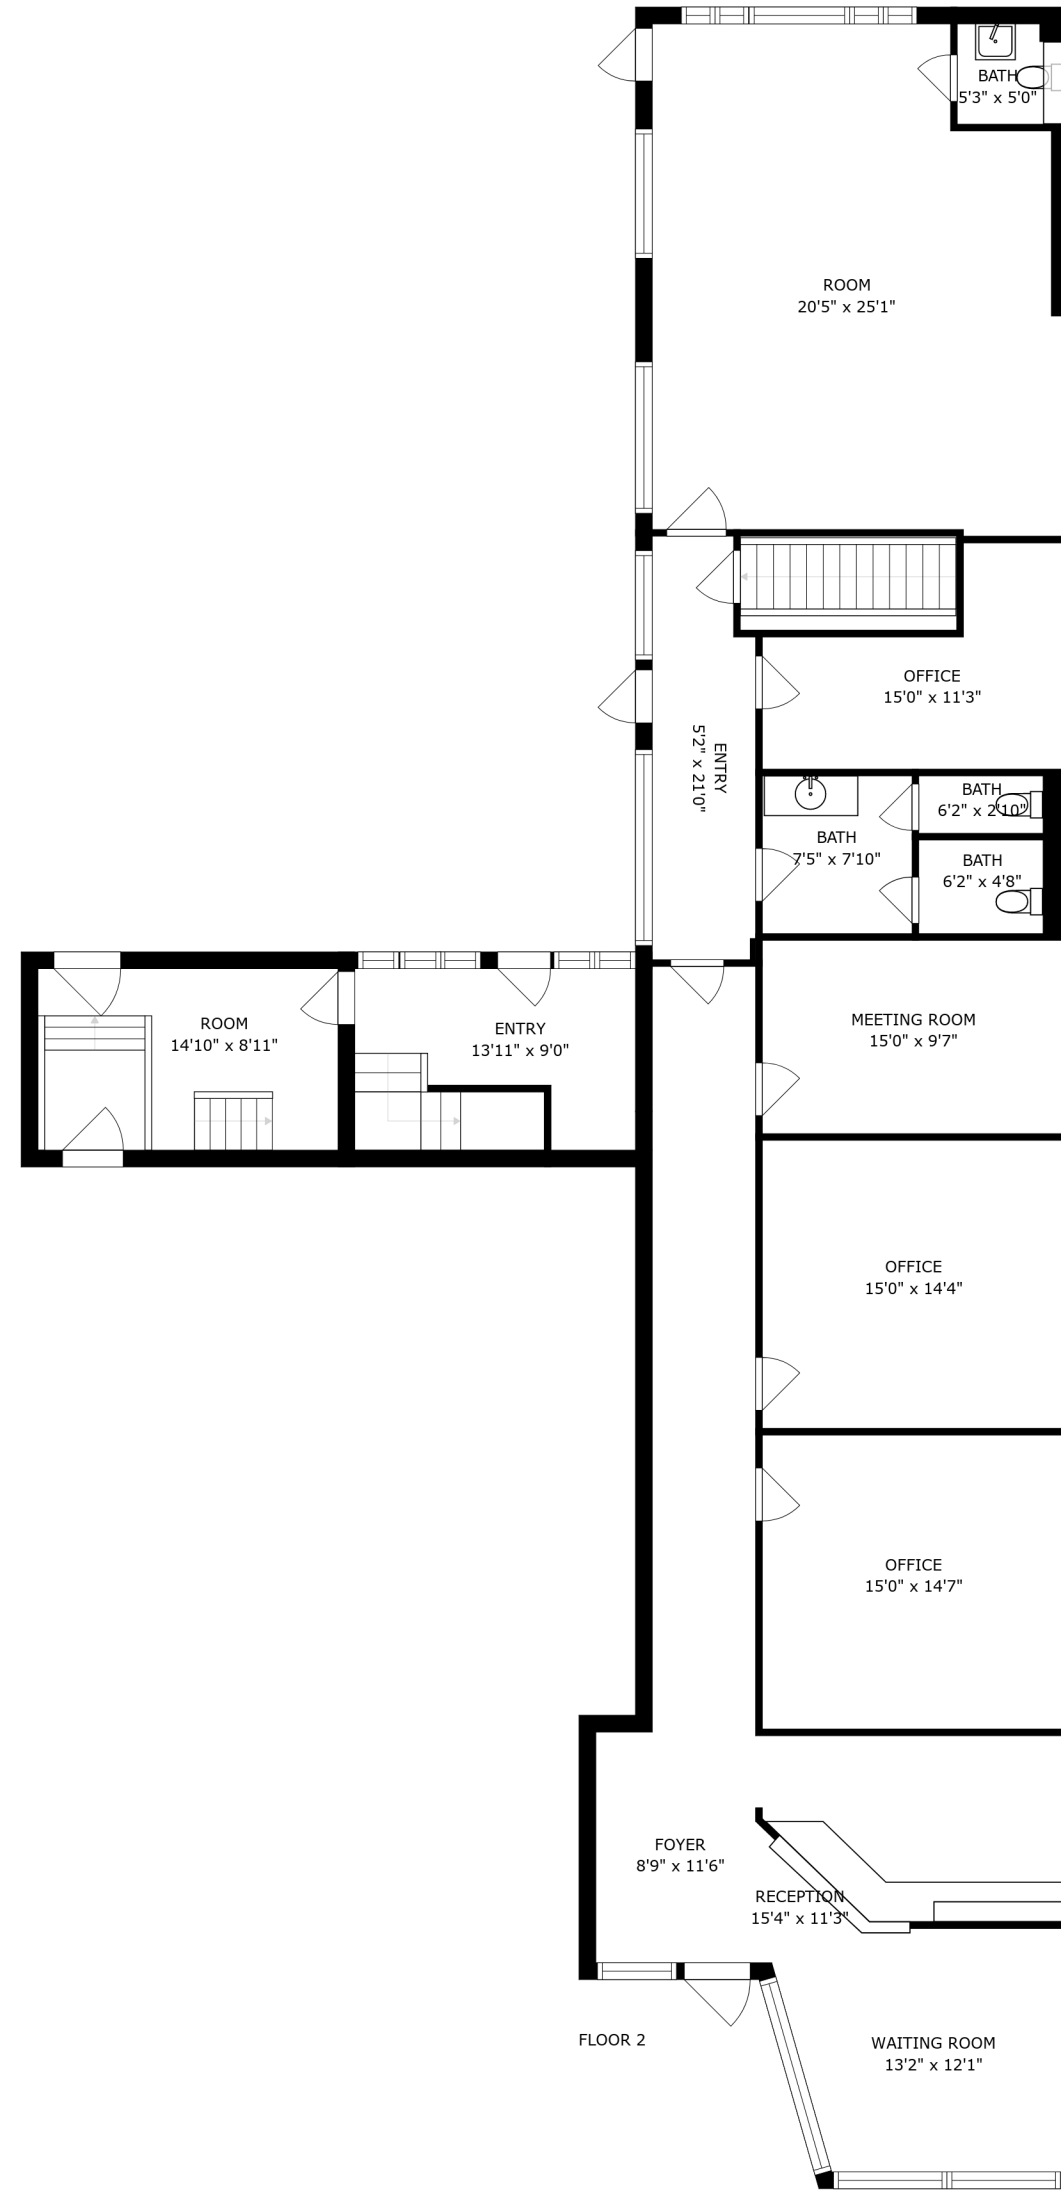 BATH
5'3" x 5'0"
ROOM
20'5" x 25'1"
OFFICE
15'0" x 11'3"
ENTRY
5'2" x 21'0"
BATH
6'2" x 2'10"
BATH
7'5" x 7'10"
BATH
6'2" x 4'8"
ROOM
14'10" x 8'11"
ENTRY
13'11" x 9'0"
MEETING ROOM
15'0" x 9'7"
OFFICE
15'0" x 14'4"
OFFICE
15'0" x 14'7"
FOYER
8'9" x 11'6"
RECEPTION
15'4" x 11'3"
FLOOR 2
WAITING ROOM
13'2" x 12'1"